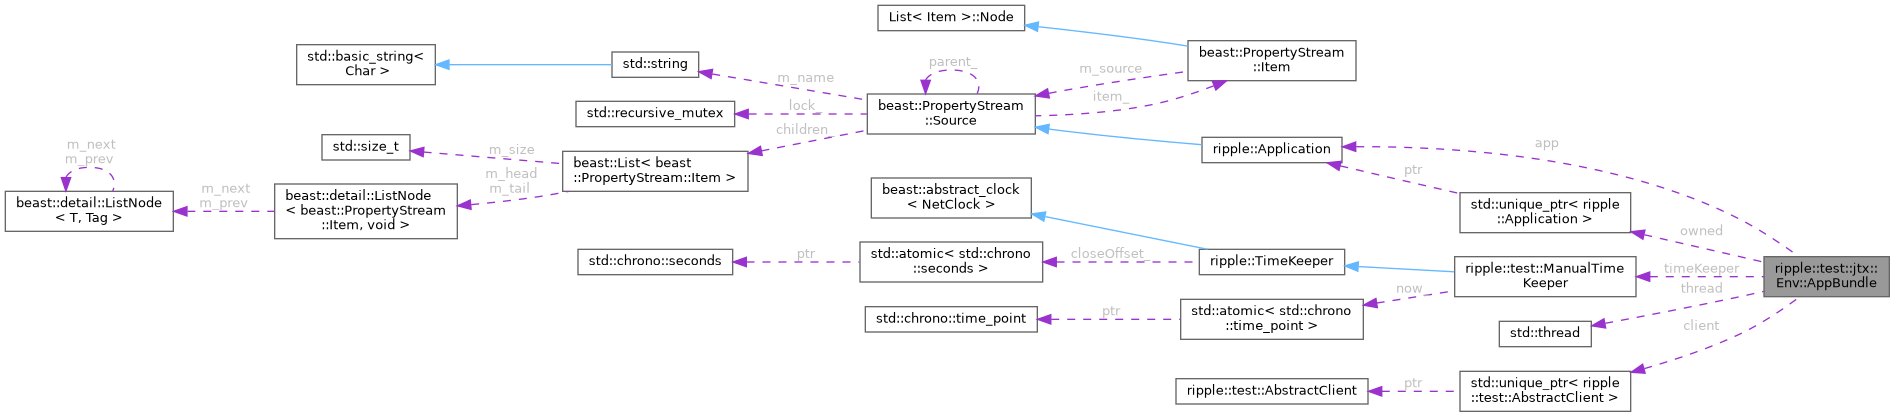 List< Item >::Node
std::basic_string<
Char >
std::string
beast::PropertyStream
::Item
parent_
m_source
m_name
item_
std::recursive_mutex
lock_
beast::PropertyStream
::Source
children_
m_next
m_prev
std::size_t
m_size
ripple::Application
app
beast::List< beast
::PropertyStream::Item >
m_head
m_tail
ptr
beast::detail::ListNode
< T, Tag >
m_next
m_prev
beast::detail::ListNode
< beast::PropertyStream
::Item, void >
beast::abstract_clock
< NetClock >
std::unique_ptr< ripple
::Application >
owned
std::chrono::seconds
ptr
std::atomic< std::chrono
::seconds >
closeOffset_
ripple::TimeKeeper
ripple::test::ManualTime
Keeper
timeKeeper
ripple::test::jtx::
Env::AppBundle
now_
thread
std::chrono::time_point
ptr
std::atomic< std::chrono
::time_point >
std::thread
client
ripple::test::AbstractClient
ptr
std::unique_ptr< ripple
::test::AbstractClient >